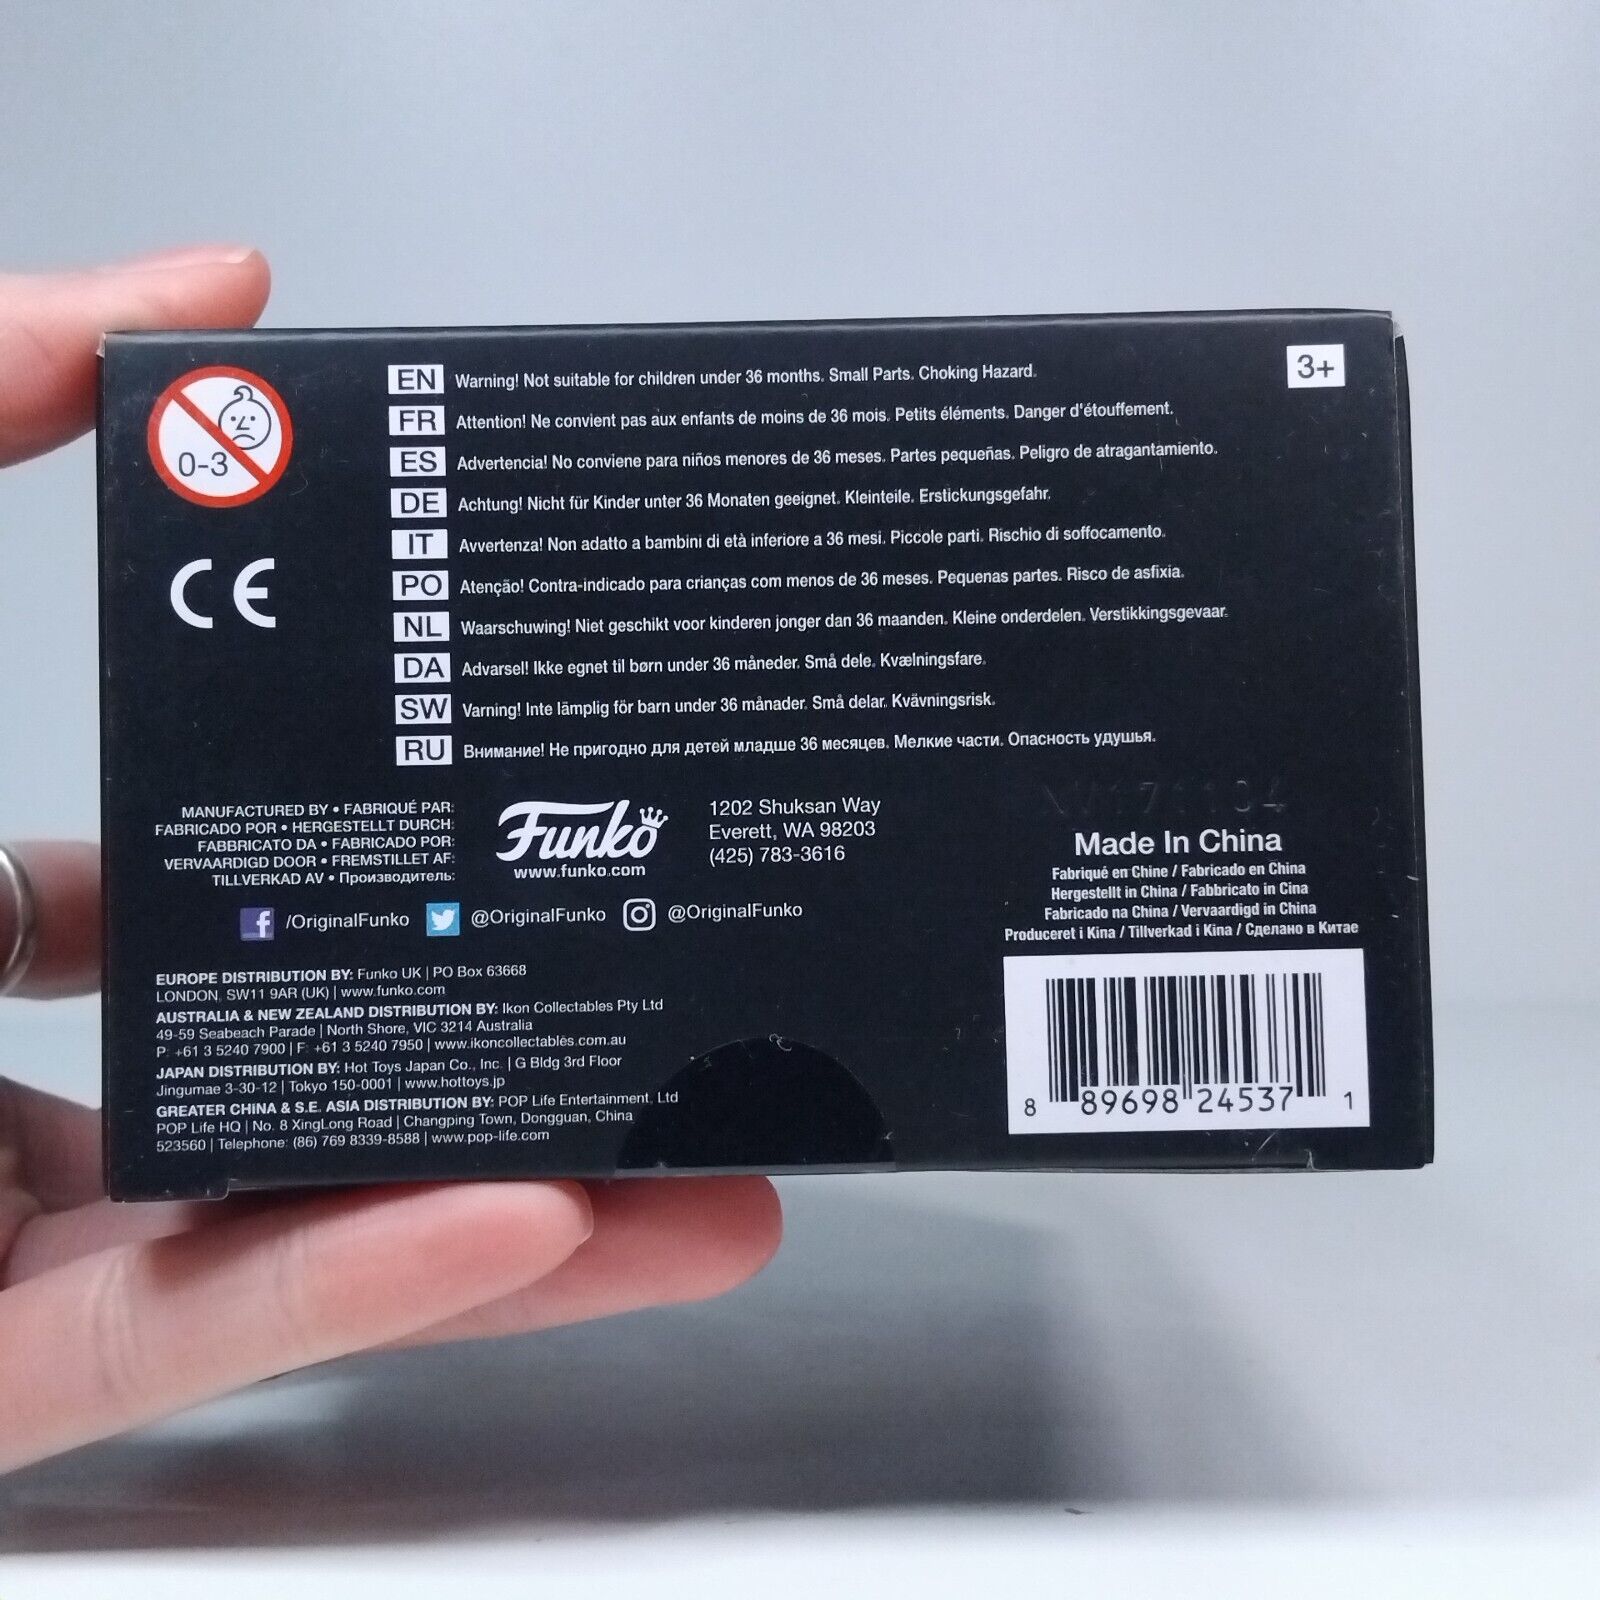 0-3
CE
EN Warning! Not suitable for children under 36 months. Small Parts. Choking Hazard.
3+
FR Attention! Ne convient pas aux enfants de moins de 36 mois. Petits éléments. Danger d'étouffement.
ES Advertencia! No conviene para niños menores de 36 meses. Partes pequeñas. Peligro de atragantamiento.
DE Achtung! Nicht für Kinder unter 36 Monaten geeignet. Kleinteile. Erstickungsgefahr.
IT Avvertenza! Non adatto a bambini di età inferiore a 36 mesi. Piccole parti. Rischio di soffocamento.
PO Atenção! Contra-indicado para crianças com menos de 36 meses. Pequenas partes. Risco de asfixia.
NL Waarschuwing! Niet geschikt voor kinderen jonger dan 36 maanden. Kleine onderdelen. Verstikkingsgevaar.
DA Advarsel! Ikke egnet til børn under 36 måneder. Små dele. Kvælningsfare.
SW Varning! Inte lämplig för barn under 36 månader. Små delar. Kvävningsrisk.
RU Внимание! Не пригодно для детей младше 36 месяцев. Мелкие части. Опасность удушья.
MANUFACTURED BY • FABRIQUÉ PAR:
FABRICADO POR • HERGESTELLT DURCH:
FABBRICATO DA • FABRICADO POR:
VERVAARDIGD DOOR • FREMSTILLET AF:
TILLVERKAD AV • Производитель:
Funko
www.funko.com
1202 Shuksan Way
Everett, WA 98203
(425) 783-3616
/OriginalFunko @OriginalFunko @OriginalFunko
Made In China
Fabriqué en Chine / Fabricado en China
Hergestellt in China / Fabbricato in Cina
Fabricado na China / Vervaardigd in China
Produceret i Kina / Tillverkad i Kina / Сделано в Китае
EUROPE DISTRIBUTION BY: Funko UK | PO Box 63668
LONDON, SW11 9AR (UK) | www.funko.com
AUSTRALIA & NEW ZEALAND DISTRIBUTION BY: Ikon Collectables Pty Ltd
49-59 Seabeach Parade | North Shore, VIC 3214 Australia
P: +61 3 5240 7900 | F: +61 3 5240 7950 | www.ikoncollectables.com.au
JAPAN DISTRIBUTION BY: Hot Toys Japan Co., Inc. | G Bldg 3rd Floor
Jingumae 3-30-12 | Tokyo 150-0001 | www.hottoys.jp
GREATER CHINA & S.E. ASIA DISTRIBUTION BY: POP Life Entertainment, Ltd
POP Life HQ | No. 8 XingLong Road | Changping Town, Dongguan, China
523560 | Telephone: (86) 769 8339-8588 | www.pop-life.com
8 89698 24537 1